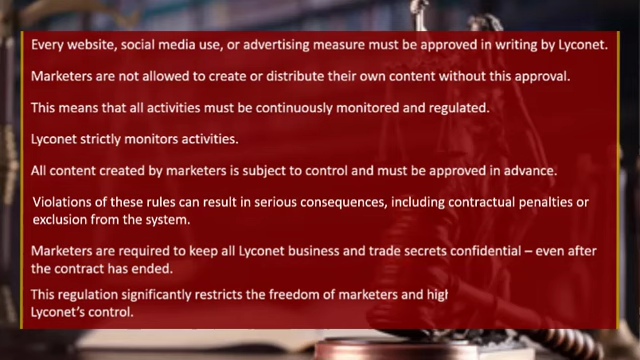 Every website, social media use, or advertising measure must be approved in writing by Lyconet.
Marketers are not allowed to create or distribute their own content without this approval.
This means that all activities must be continuously monitored and regulated.
Lyconet strictly monitors activities.
All content created by marketers is subject to control and must be approved in advance.
Violations of these rules can result in serious consequences, including contractual penalties or
exclusion from the system.
Marketers are required to keep all Lyconet business and trade secrets confidential – even after
the contract has ended.
This regulation significantly restricts the freedom of marketers and
Lyconet's control.